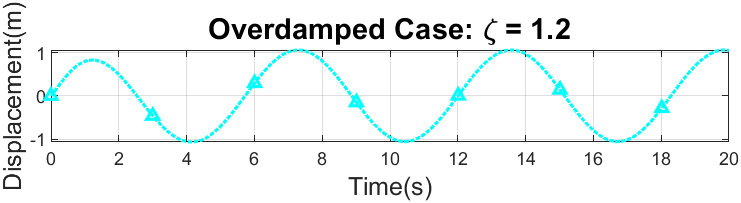 Overdamped Case: ζ = 1.2
Displacement(m)
1
0
-1
0 2 4 6 8 10 12 14 16 18 20
Time(s)